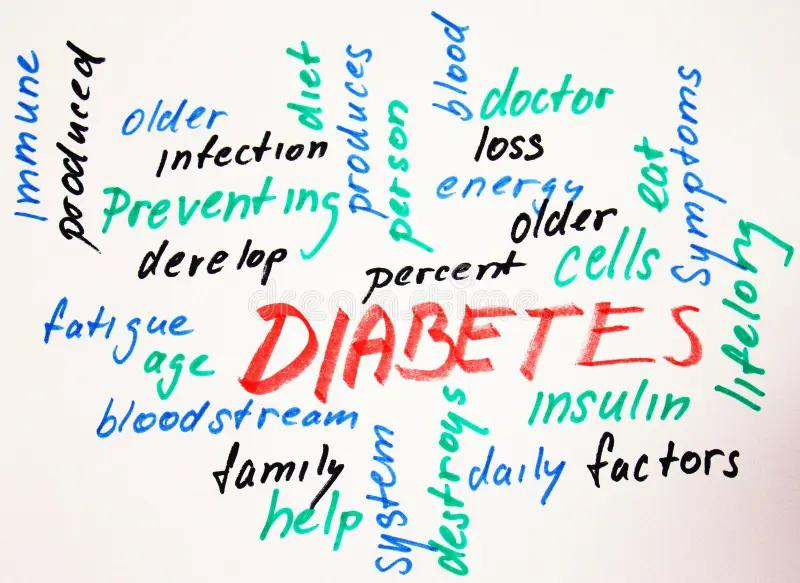 immune
produced
older
infection
Preventing
develop
diet
produces
person
blood
doctor
loss
energy
older
eat
symptoms
cells
percent
lifelong
fatigue
DIABETES
age
bloodstream
insulin
family
system
destroys
daily
factors
help
dreamstime